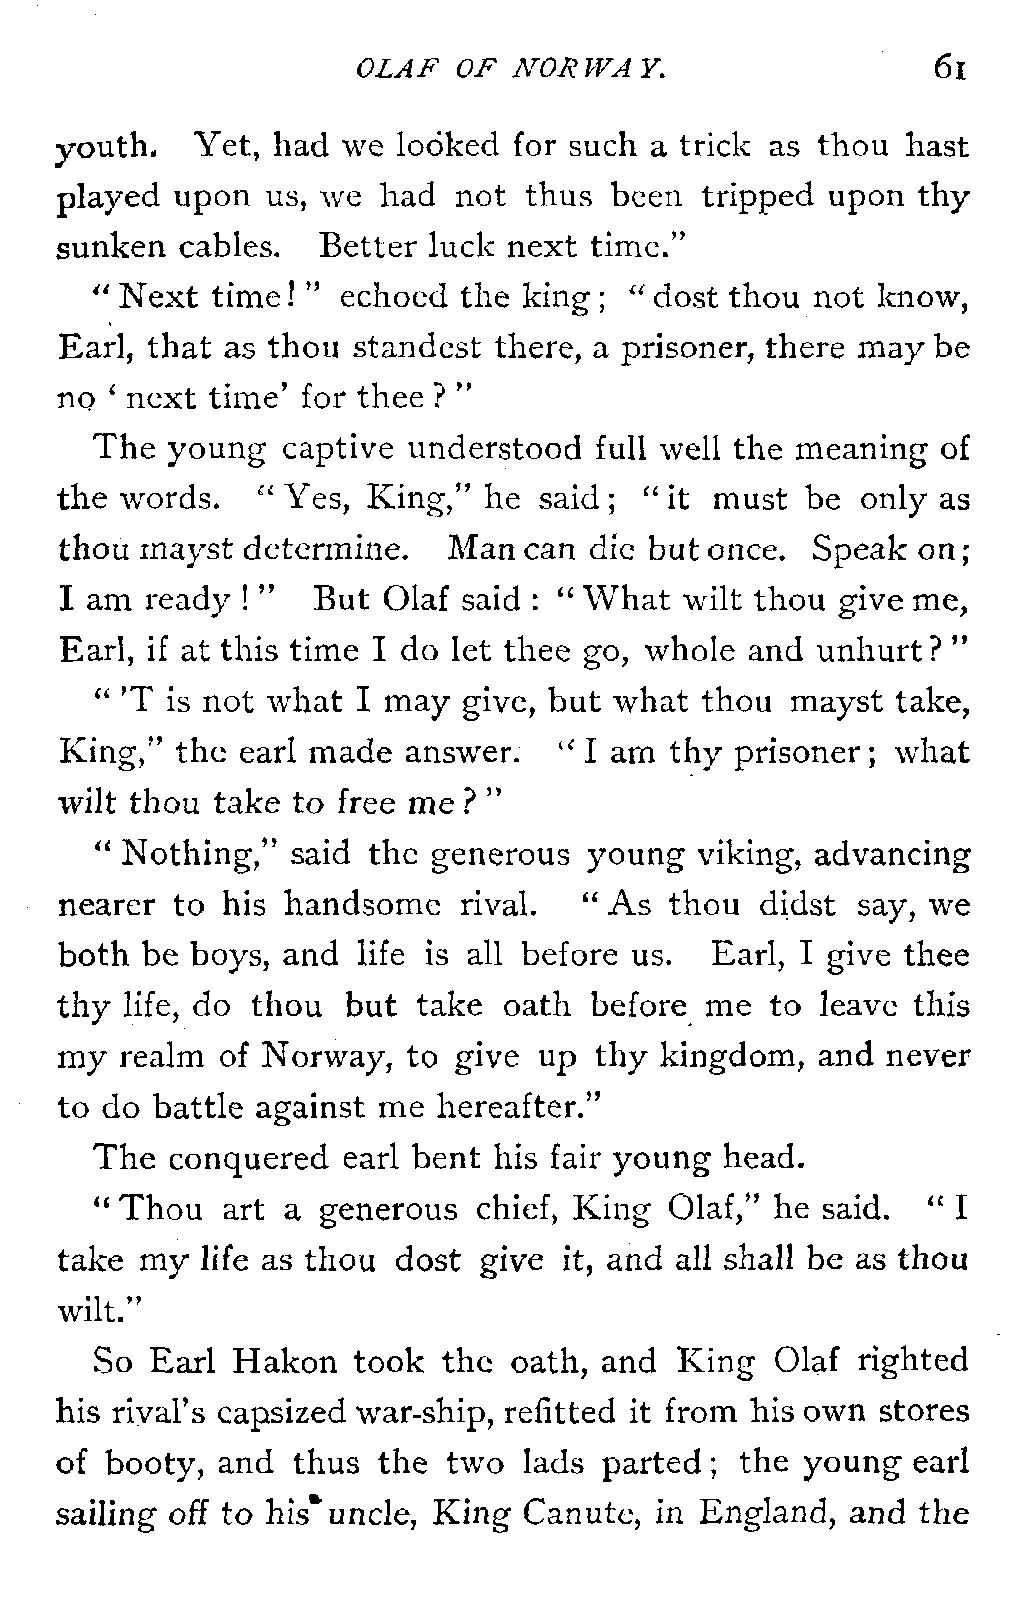 OLAF OF NORWAY. 61
youth. Yet, had we looked for such a trick as thou hast
played upon us, we had not thus been tripped upon thy
sunken cables. Better luck next time."
"Next time!" echoed the king; "dost thou not know,
Earl, that as thou standest there, a prisoner, there may be
no 'next time' for thee?"
The young captive understood full well the meaning of
the words. "Yes, King," he said; "it must be only as
thou mayst determine. Man can die but once. Speak on;
I am ready!" But Olaf said: "What wilt thou give me,
Earl, if at this time I do let thee go, whole and unhurt?"
"'T is not what I may give, but what thou mayst take,
King," the earl made answer. "I am thy prisoner; what
wilt thou take to free me?"
"Nothing," said the generous young viking, advancing
nearer to his handsome rival. "As thou didst say, we
both be boys, and life is all before us. Earl, I give thee
thy life, do thou but take oath before me to leave this
my realm of Norway, to give up thy kingdom, and never
to do battle against me hereafter."
The conquered earl bent his fair young head.
"Thou art a generous chief, King Olaf," he said. "I
take my life as thou dost give it, and all shall be as thou
wilt."
So Earl Hakon took the oath, and King Olaf righted
his rival's capsized war-ship, refitted it from his own stores
of booty, and thus the two lads parted; the young earl
sailing off to his uncle, King Canute, in England, and the